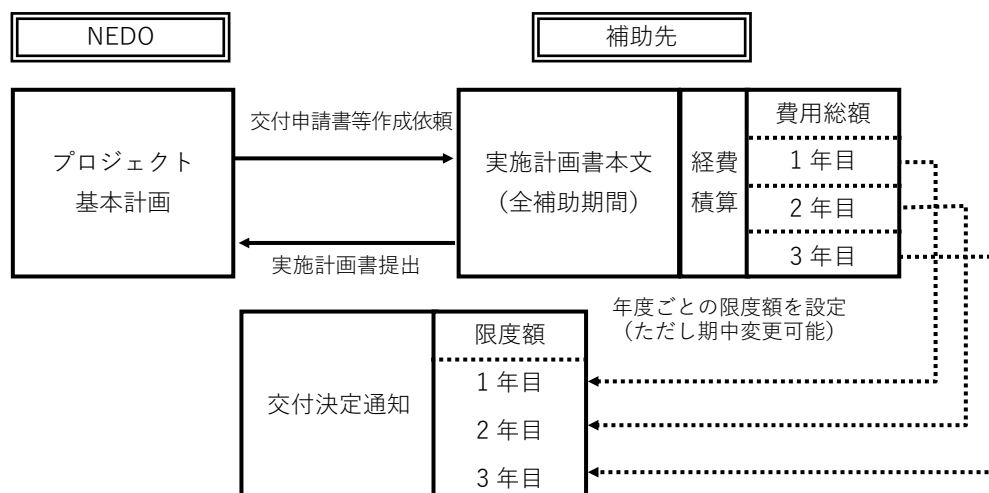 NEDO
補助先
交付申請書等作成依頼
プロジェクト
基本計画
実施計画書提出
実施計画書本文
（全補助期間）
経費
積算
費用総額
1 年目
2 年目
3 年目
年度ごとの限度額を設定
（ただし期中変更可能）
交付決定通知
限度額
1 年目
2 年目
3 年目